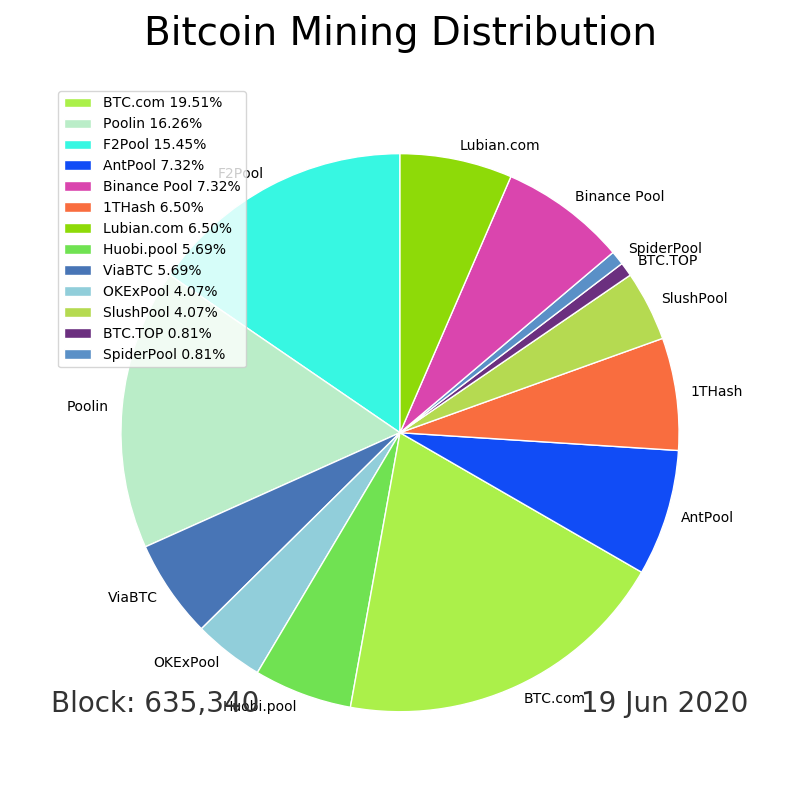 Bitcoin Mining Distribution
BTC.com 19.51%
Poolin 16.26%
F2Pool 15.45%
AntPool 7.32%
Binance Pool 7.32%
1THash 6.50%
Lubian.com 6.50%
Huobi.pool 5.69%
ViaBTC 5.69%
OKExPool 4.07%
SlushPool 4.07%
BTC.TOP 0.81%
SpiderPool 0.81%
F2Pool
Lubian.com
Binance Pool
SpiderPool
BTC.TOP
SlushPool
1THash
Poolin
AntPool
ViaBTC
OKExPool
Huobi.pool
BTC.com
Block: 635,340
19 Jun 2020